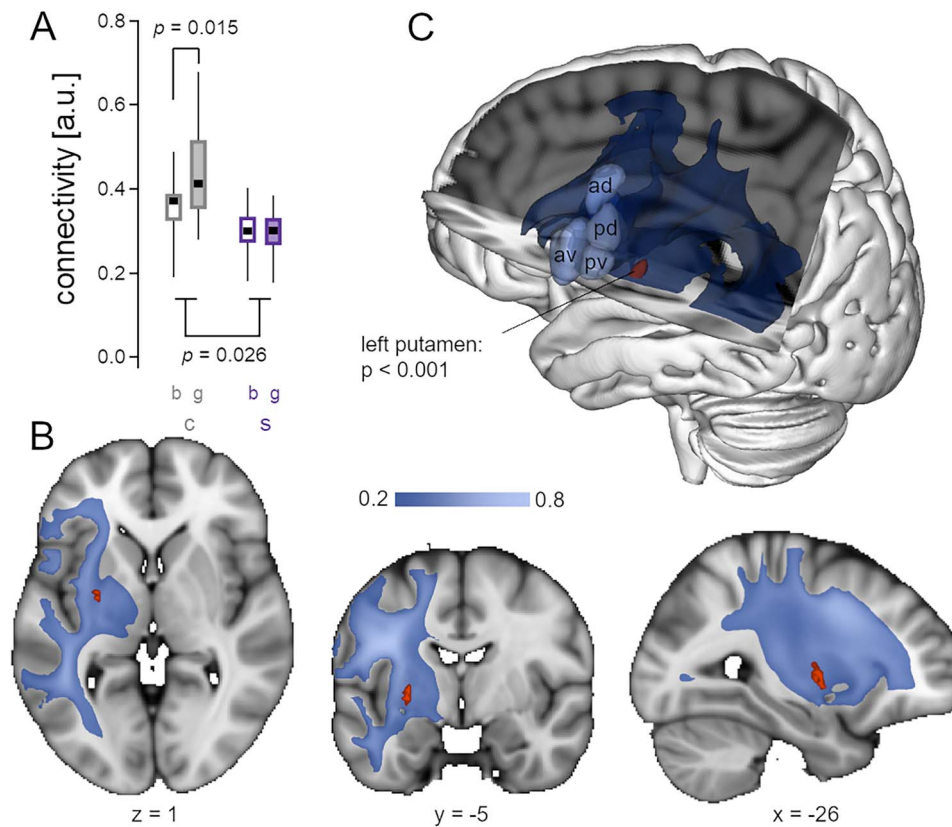 A
p = 0.015
0.8
0.6
0.4
0.2
0.0
connectivity [a.u.]
p = 0.026
b g b g
c s
C
ad
pd
av
pv
left putamen:
p < 0.001
B
0.2 0.8
z = 1
y = -5
x = -26